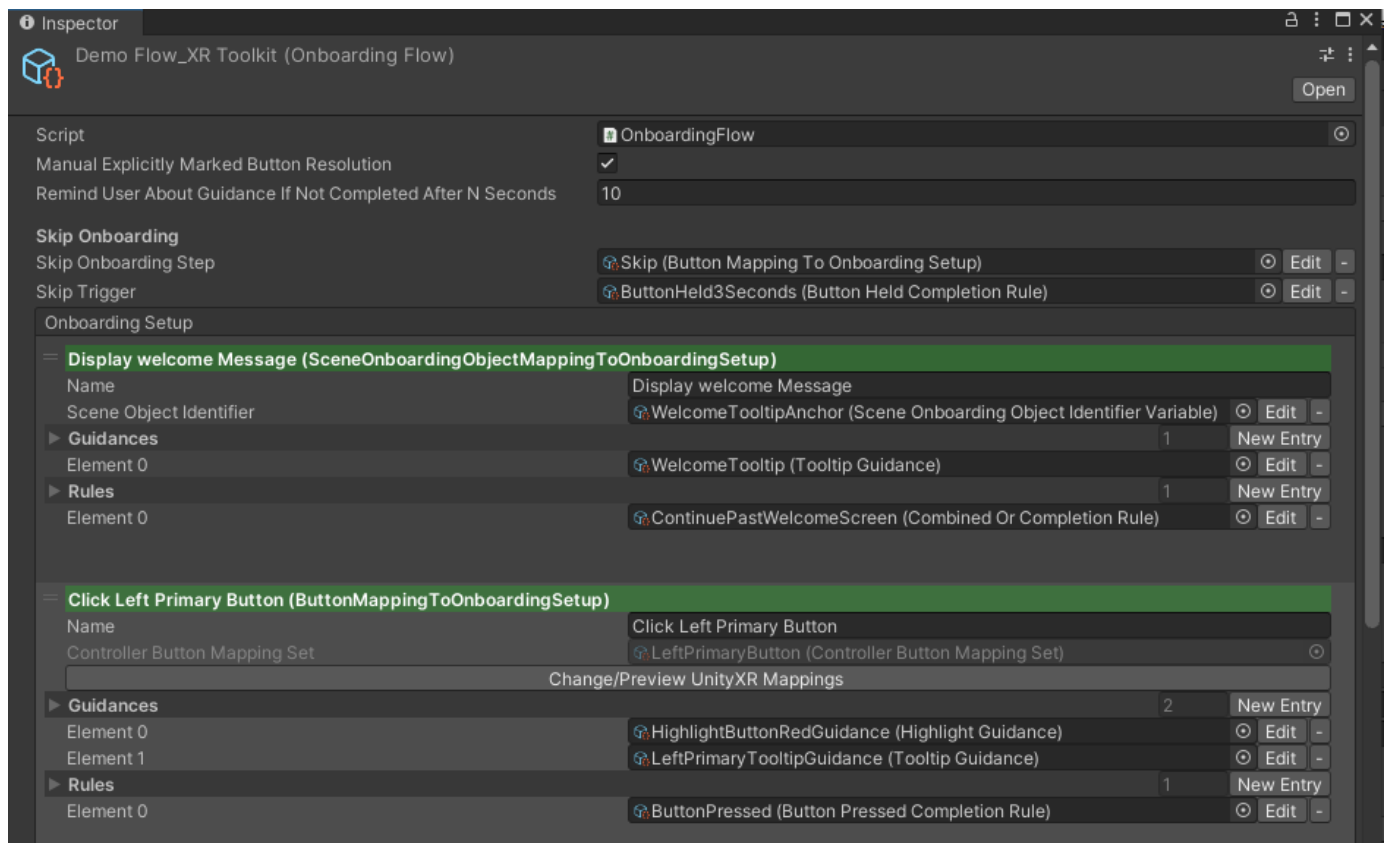 Inspector
Demo Flow_XR Toolkit (Onboarding Flow)
Open
Script OnboardingFlow
Manual Explicitly Marked Button Resolution
Remind User About Guidance If Not Completed After N Seconds 10
Skip Onboarding
Skip Onboarding Step Skip (Button Mapping To Onboarding Setup) Edit -
Skip Trigger ButtonHeld3Seconds (Button Held Completion Rule) Edit -
Onboarding Setup
Display welcome Message (SceneOnboardingObjectMappingToOnboardingSetup)
Name Display welcome Message
Scene Object Identifier WelcomeTooltipAnchor (Scene Onboarding Object Identifier Variable) Edit -
Guidances 1 New Entry
Element 0 WelcomeTooltip (Tooltip Guidance) Edit -
Rules 1 New Entry
Element 0 ContinuePastWelcomeScreen (Combined Or Completion Rule) Edit -
Click Left Primary Button (ButtonMappingToOnboardingSetup)
Name Click Left Primary Button
Controller Button Mapping Set LeftPrimaryButton (Controller Button Mapping Set)
Change/Preview UnityXR Mappings
Guidances 2 New Entry
Element 0 HighlightButtonRedGuidance (Highlight Guidance) Edit -
Element 1 LeftPrimaryTooltipGuidance (Tooltip Guidance) Edit -
Rules 1 New Entry
Element 0 ButtonPressed (Button Pressed Completion Rule) Edit -